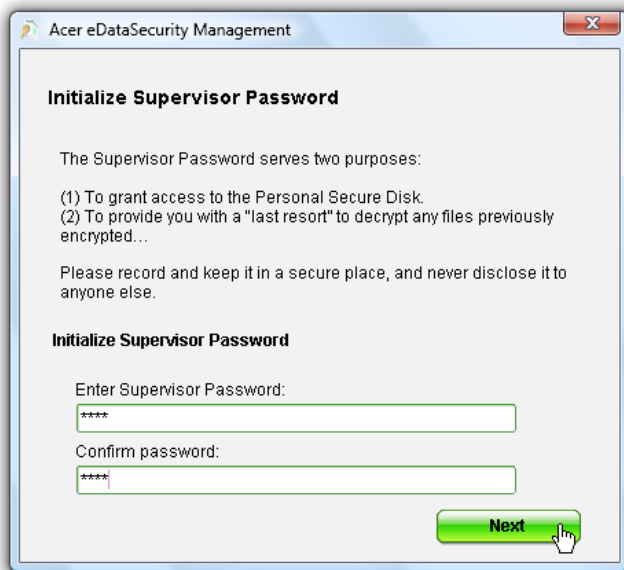 Acer eDataSecurity Management
Initialize Supervisor Password
The Supervisor Password serves two purposes:
(1) To grant access to the Personal Secure Disk.
(2) To provide you with a "last resort" to decrypt any files previously
encrypted...
Please record and keep it in a secure place, and never disclose it to
anyone else.
Initialize Supervisor Password
Enter Supervisor Password:
****
Confirm password:
****
Next